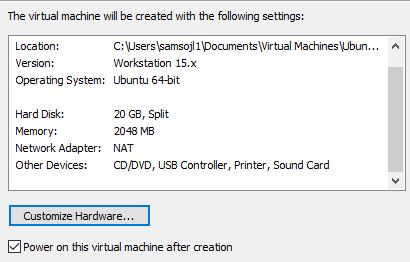 The virtual machine will be created with the following settings:
Location: C:\Users\samsojl1\Documents\Virtual Machines\Ubun...
Version: Workstation 15.x
Operating System: Ubuntu 64-bit
Hard Disk: 20 GB, Split
Memory: 2048 MB
Network Adapter: NAT
Other Devices: CD/DVD, USB Controller, Printer, Sound Card
Customize Hardware...
Power on this virtual machine after creation